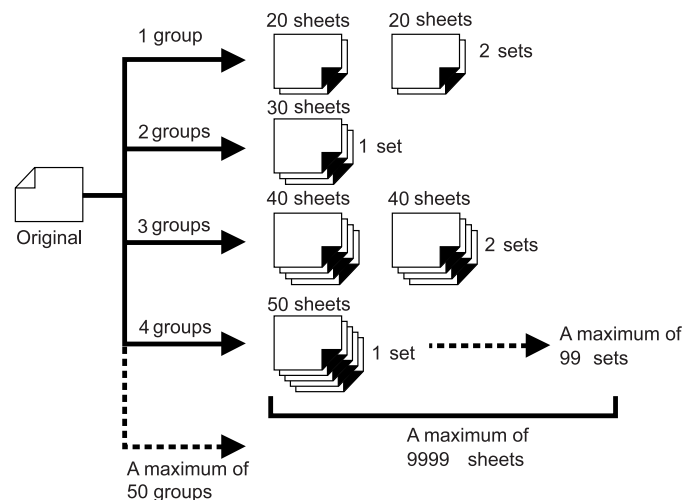 1 group
20 sheets
20 sheets
2 sets
2 groups
30 sheets
1 set
Original
3 groups
40 sheets
40 sheets
2 sets
4 groups
50 sheets
1 set
A maximum of
99 sets
A maximum of
9999 sheets
A maximum of
50 groups